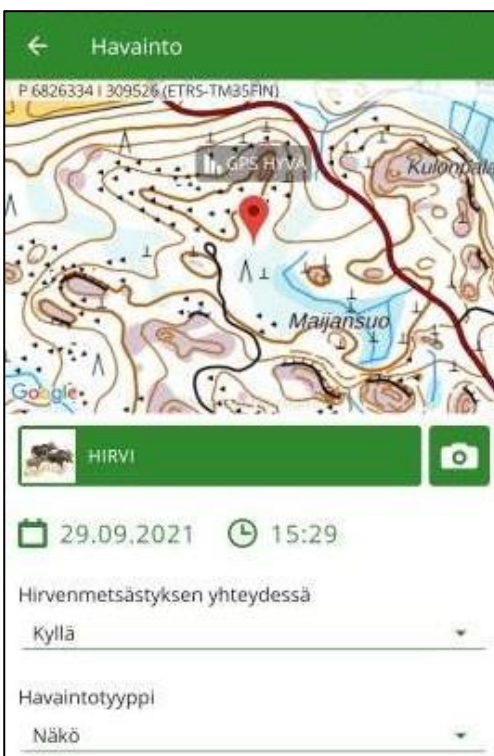 Havainto
P 6826334 I 309526 (ETRS-TM35FIN)
GPS HYVÄ
Maijansuo
Google
HIRVI
29.09.2021 15:29
Hirvenmetsästyksen yhteydessä
Kyllä
Havaintotyyppi
Näkö